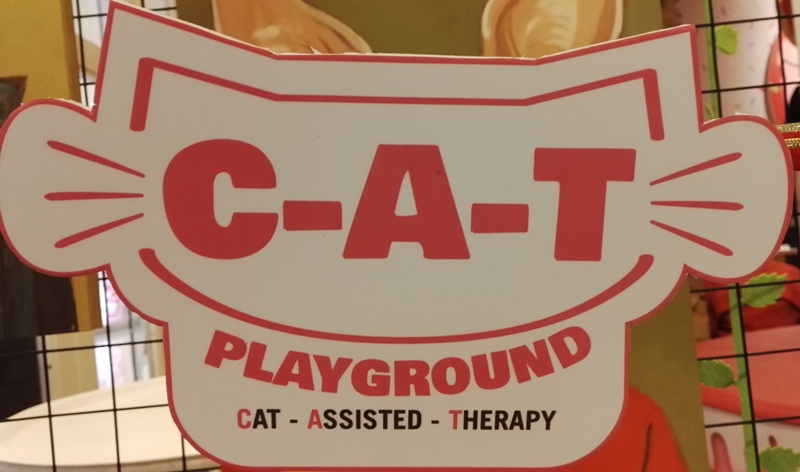 C-A-T
PLAYGROUND
CAT - ASSISTED - THERAPY